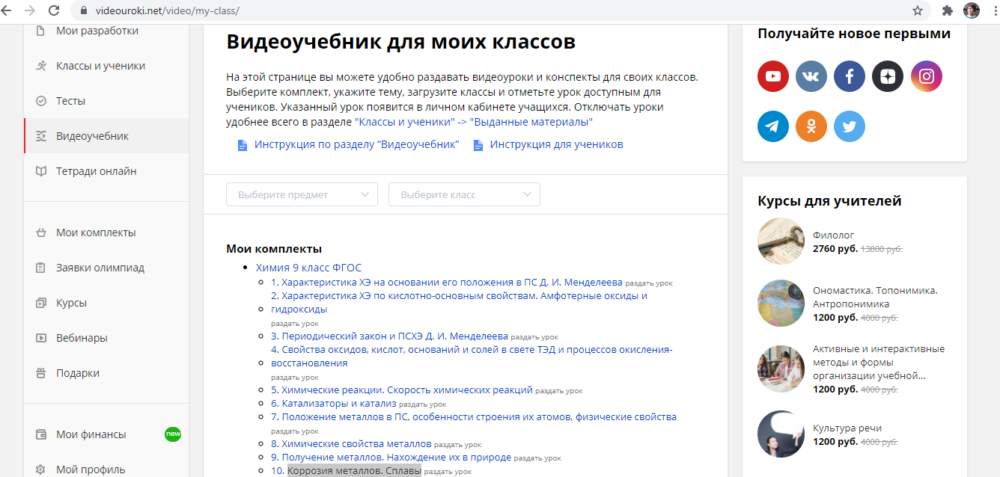 videouroki.net/video/my-class/
Мои разработки
Классы и ученики
Тесты
Видеоучебник
Тетради онлайн
Мои комплекты
Заявки олимпиад
Курсы
Вебинары
Подарки
Мои финансы
new
Мой профиль
Видеоучебник для моих классов
На этой странице вы можете удобно раздавать видеоуроки и конспекты для своих классов.
Выберите комплект, укажите тему, загрузите классы и отметьте урок доступным для
учеников. Указанный урок появится в личном кабинете учащихся. Отключать уроки
удобнее всего в разделе "Классы и ученики" -> "Выданные материалы"
Инструкция по разделу “Видеоучебник” Инструкция для учеников
Выберите предмет Выберите класс
Мои комплекты
Химия 9 класс ФГОС
1. Характеристика ХЭ на основании его положения в ПС Д. И. Менделеева раздать урок
2. Характеристика ХЭ по кислотно-основным свойствам. Амфотерные оксиды и
гидроксиды
раздать урок
3. Периодический закон и ПСХЭ Д. И. Менделеева раздать урок
4. Свойства оксидов, кислот, оснований и солей в свете ТЭД и процессов окисления-
восстановления
раздать урок
5. Химические реакции. Скорость химических реакций раздать урок
6. Катализаторы и катализ раздать урок
7. Положение металлов в ПС, особенности строения их атомов, физические свойства
раздать урок
8. Химические свойства металлов раздать урок
9. Получение металлов. Нахождение их в природе раздать урок
10. Коррозия металлов. Сплавы раздать урок
Получайте новое первыми
Курсы для учителей
Филолог
2760 руб. 13800 руб.
Ономастика. Топонимика.
Антропонимика
1200 руб. 4000 руб.
Активные и интерактивные
методы и формы
организации учебной...
1200 руб. 4000 руб.
Культура речи
1200 руб. 4000 руб.